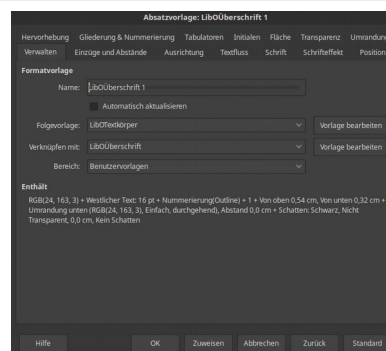 Absatzvorlage: LibOÜberschrift 1
Hervorhebung Gliederung & Nummerierung Tabulatoren Initialen Fläche Transparenz Umrandung
Verwalten Einzüge und Abstände Ausrichtung Textfluss Schrift Schrifteffekt Position
Formatvorlage
Name: LibOÜberschrift 1
Automatisch aktualisieren
Folgevorlage: LibOTextkörper Vorlage bearbeiten
Verknüpfen mit: LibOÜberschrift Vorlage bearbeiten
Bereich: Benutzervorlagen
Enthält
RGB(24, 163, 3) + Westlicher Text: 16 pt + Nummerierung(Outline) + 1 + Von oben 0,54 cm, Von unten 0,32 cm +
Umrandung unten (RGB(24, 163, 3), Einfach, durchgehend), Abstand 0,0 cm + Schatten: Schwarz, Nicht
Transparent, 0,0 cm, Kein Schatten
Hilfe OK Zuweisen Abbrechen Zurück Standard